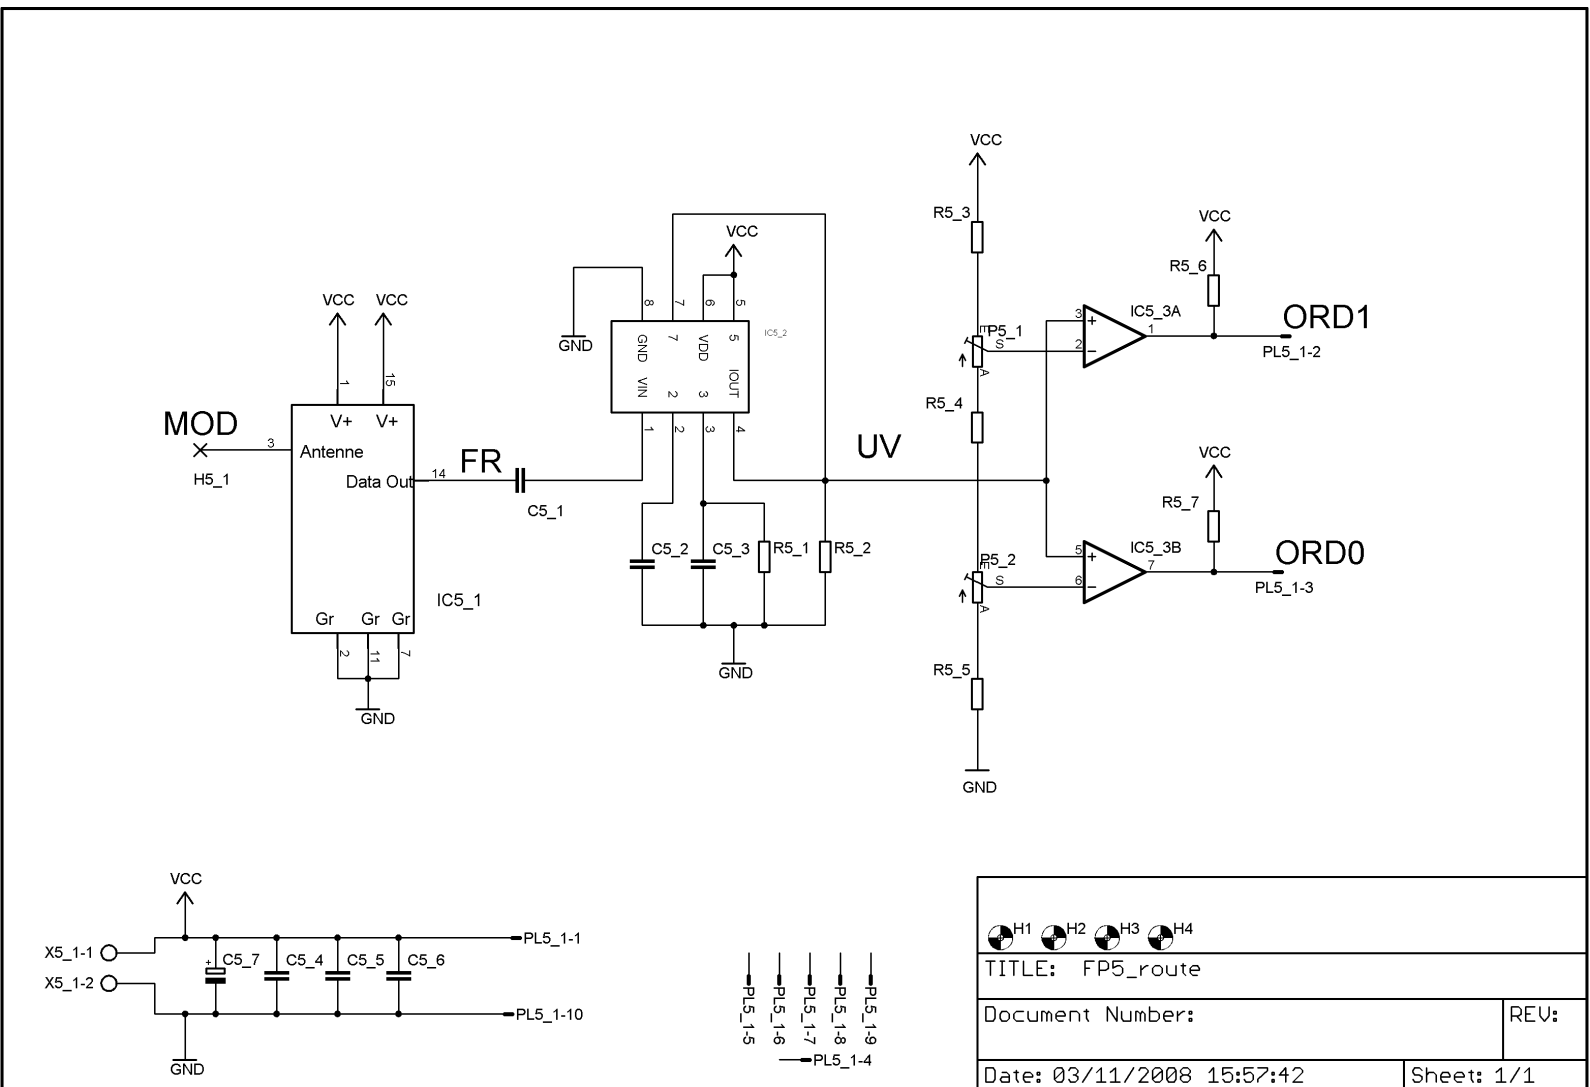 VCC
R5_3
VCC
VCC
R5_6
VCC VCC
8 7 6 5
GND
GND 7 VDD 5
IC5_2
VIN 2 3 IOUT
1 2 3 4
E
P5_1
S
A
3
+
2
-
IC5_3A
1
ORD1
PL5_1-2
1 15
V+ V+
MOD
3
Antenne
H5_1
Data Out
14
FR
C5_1
UV
R5_4
VCC
R5_7
C5_2 C5_3 R5_1 R5_2
E
P5_2
S
A
5
+
6
-
IC5_3B
7
ORD0
PL5_1-3
IC5_1
Gr Gr Gr
2 11 7
GND
GND
R5_5
GND
VCC
X5_1-1
X5_1-2
+
C5_7 C5_4 C5_5 C5_6
PL5_1-1
PL5_1-10
GND
PL5_1-5
PL5_1-6
PL5_1-7
PL5_1-8
PL5_1-9
PL5_1-4
H1 H2 H3 H4
TITLE: FP5_route
Document Number:
REV:
Date: 03/11/2008 15:57:42
Sheet: 1/1